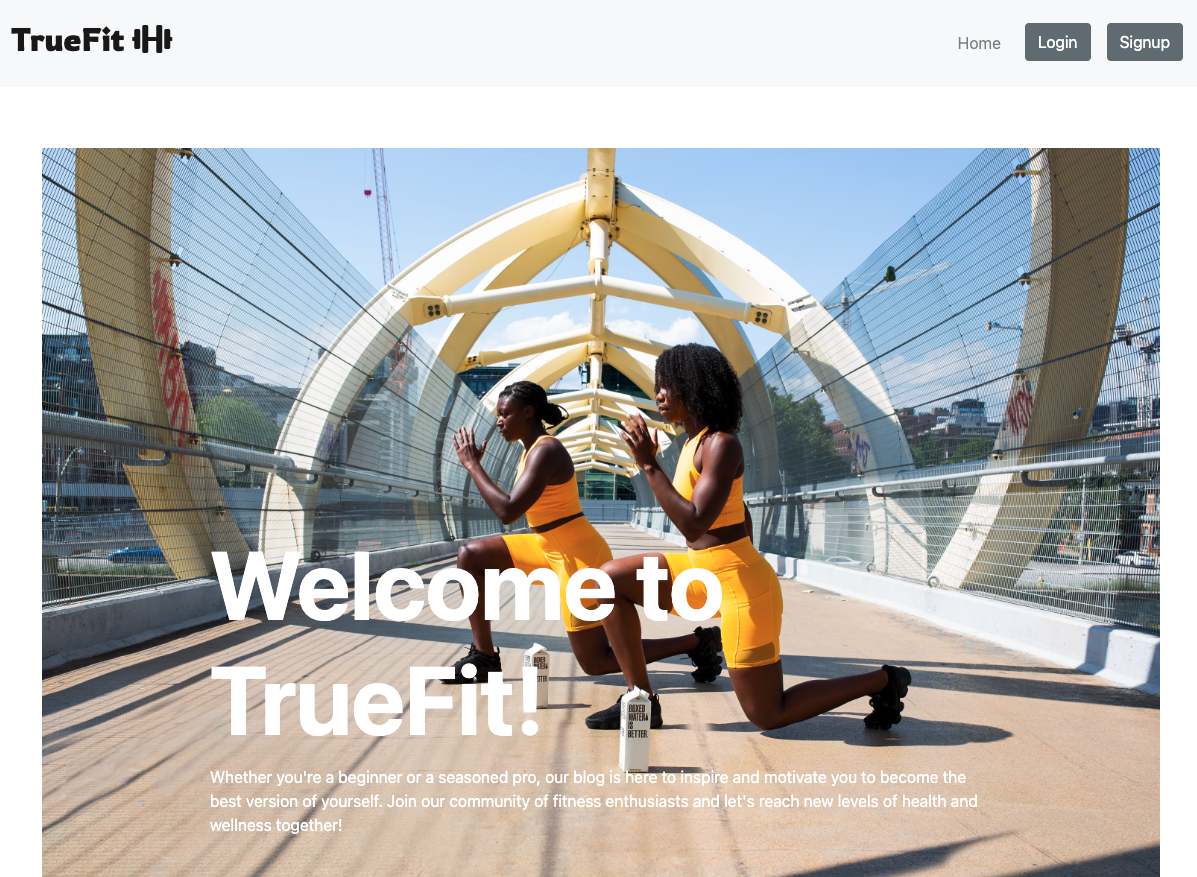 TrueFit
Home
Login
Signup
Welcome to
TrueFit!
BOXED
WATER
IS
BETTER.
Whether you're a beginner or a seasoned pro, our blog is here to inspire and motivate you to become the
best version of yourself. Join our community of fitness enthusiasts and let's reach new levels of health and
wellness together!